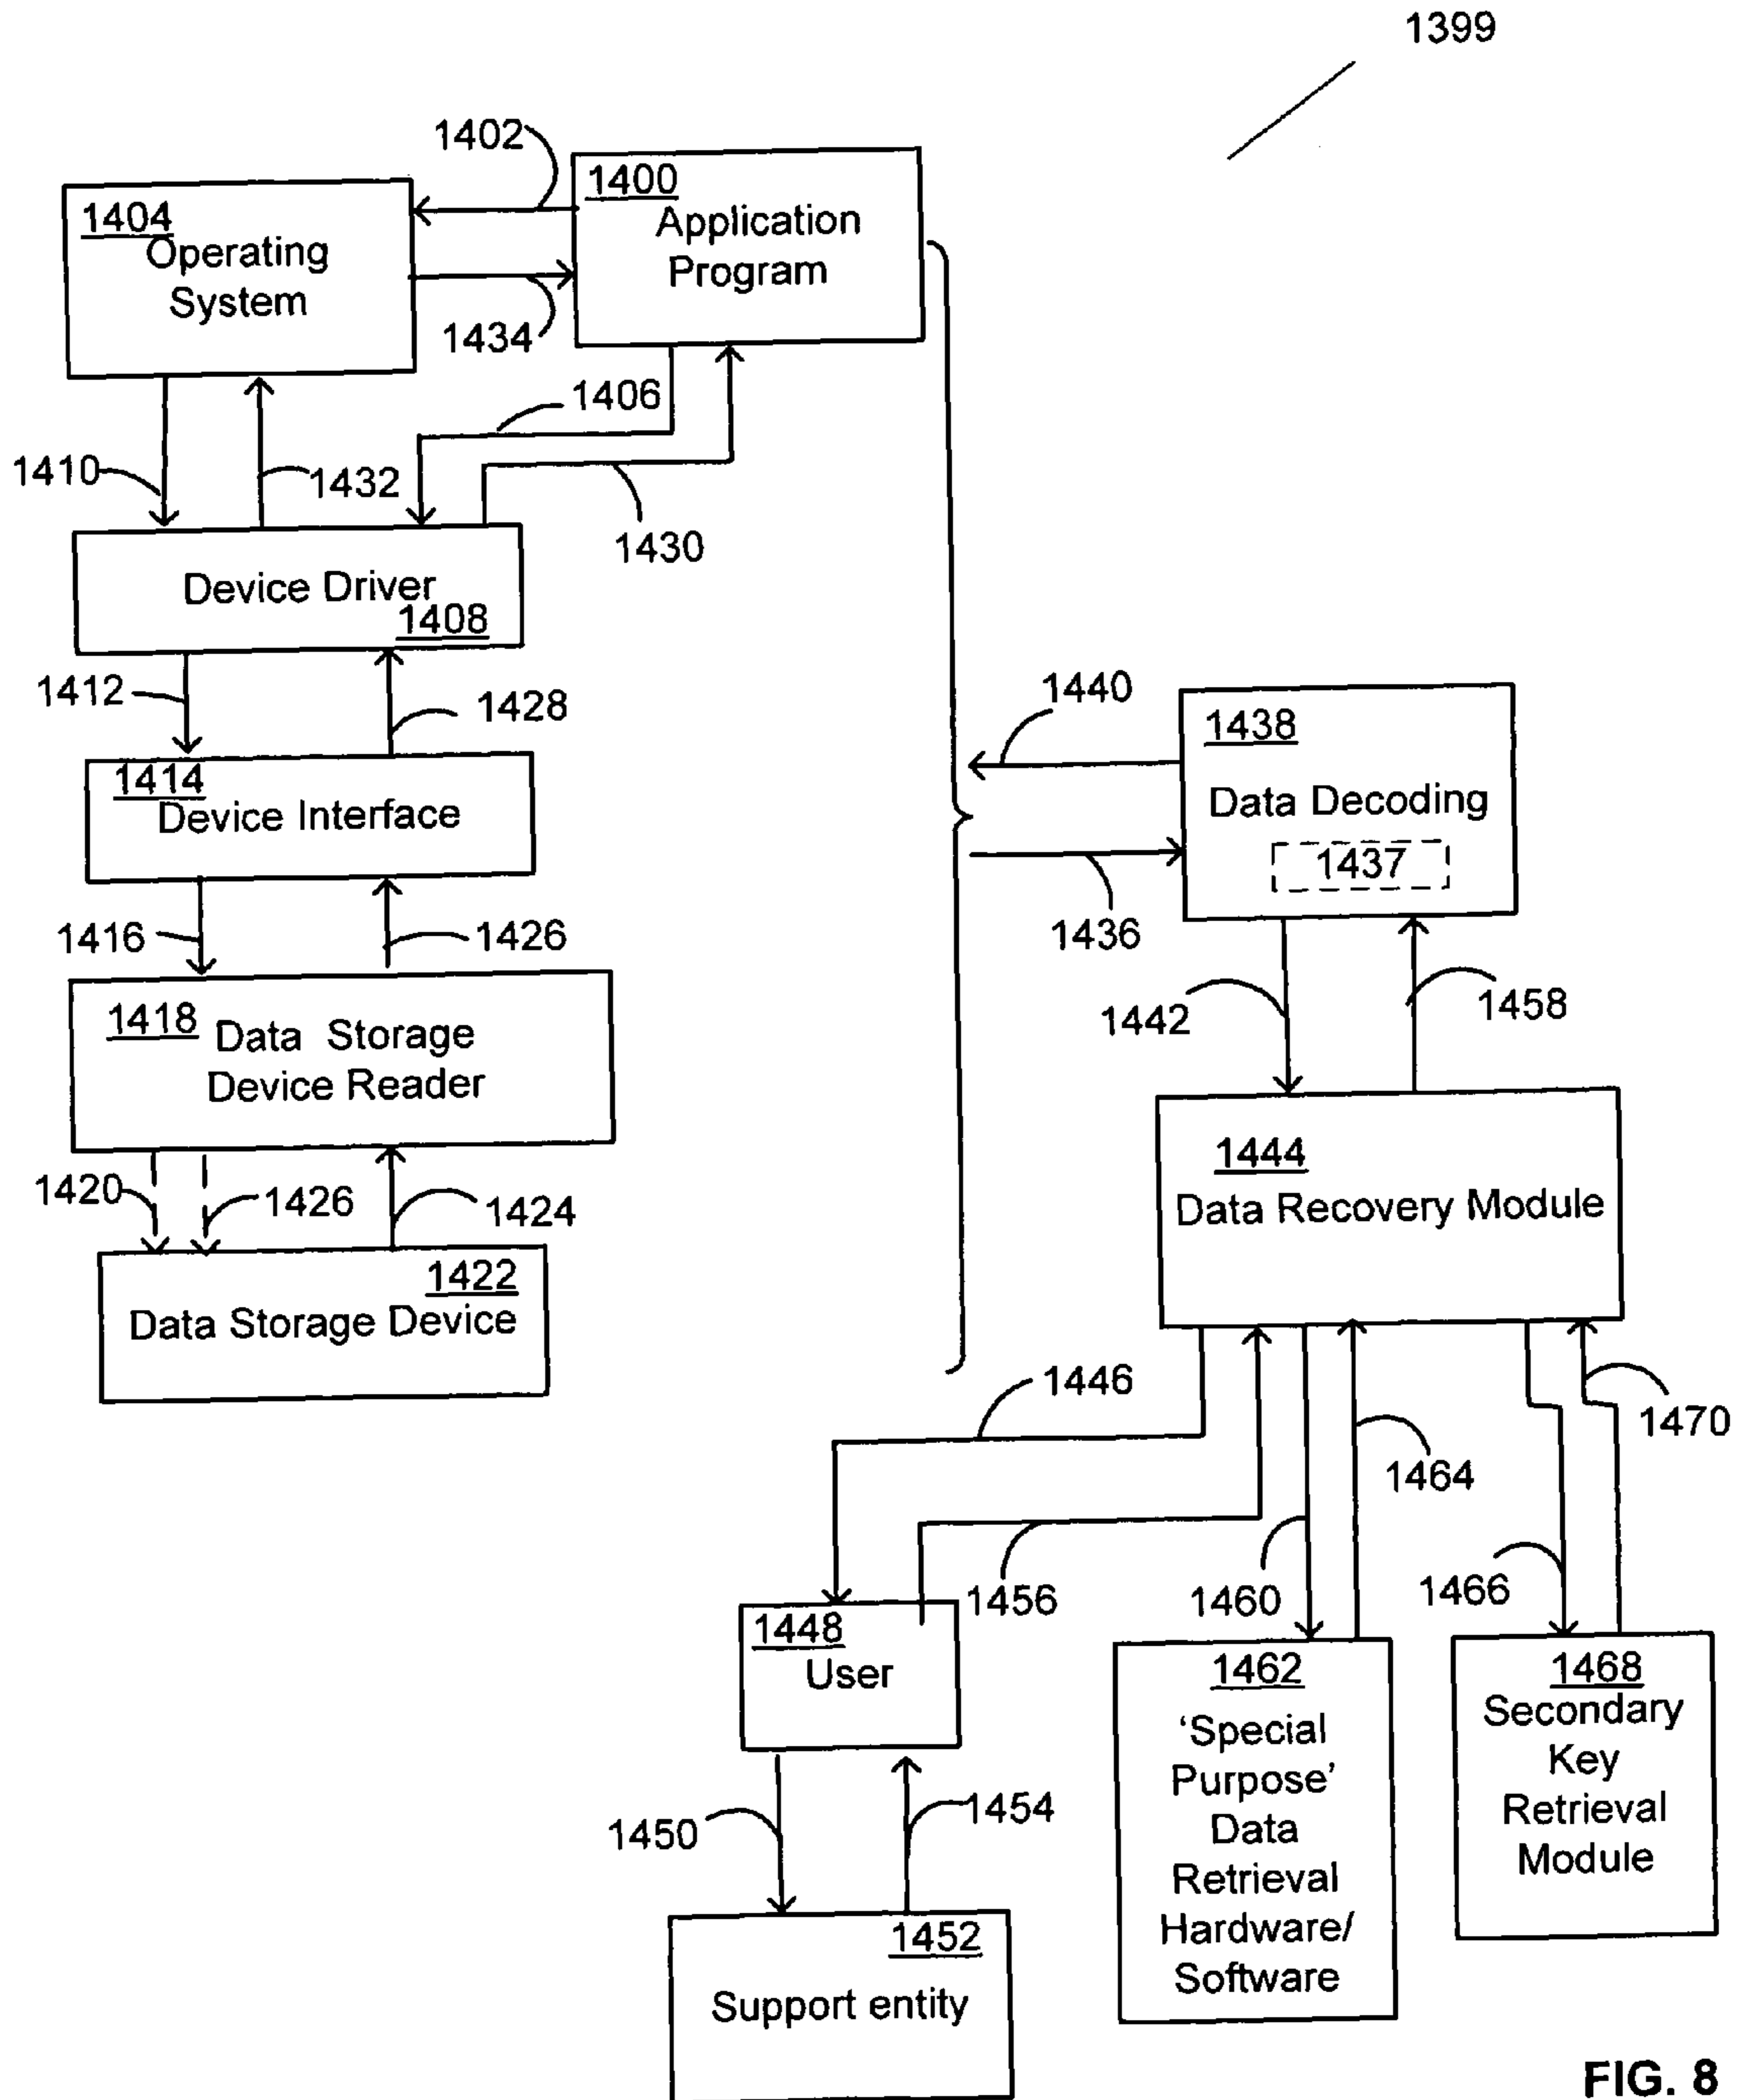 1399
1402
1400
Application
Program
1404
Operating
System
1434
1406
1410
1432
1430
Device Driver
1408
1412
1428
1440
1438
Data Decoding
1437
1414
Device Interface
1436
1416
1426
1442
1458
1418
Data Storage
Device Reader
1444
Data Recovery Module
1420
1426
1424
1422
Data Storage Device
1446
1470
1464
1456
1460
1466
1448
User
1462
'Special
Purpose'
Data
Retrieval
Hardware/
Software
1468
Secondary
Key
Retrieval
Module
1450
1454
1452
Support entity
FIG. 8